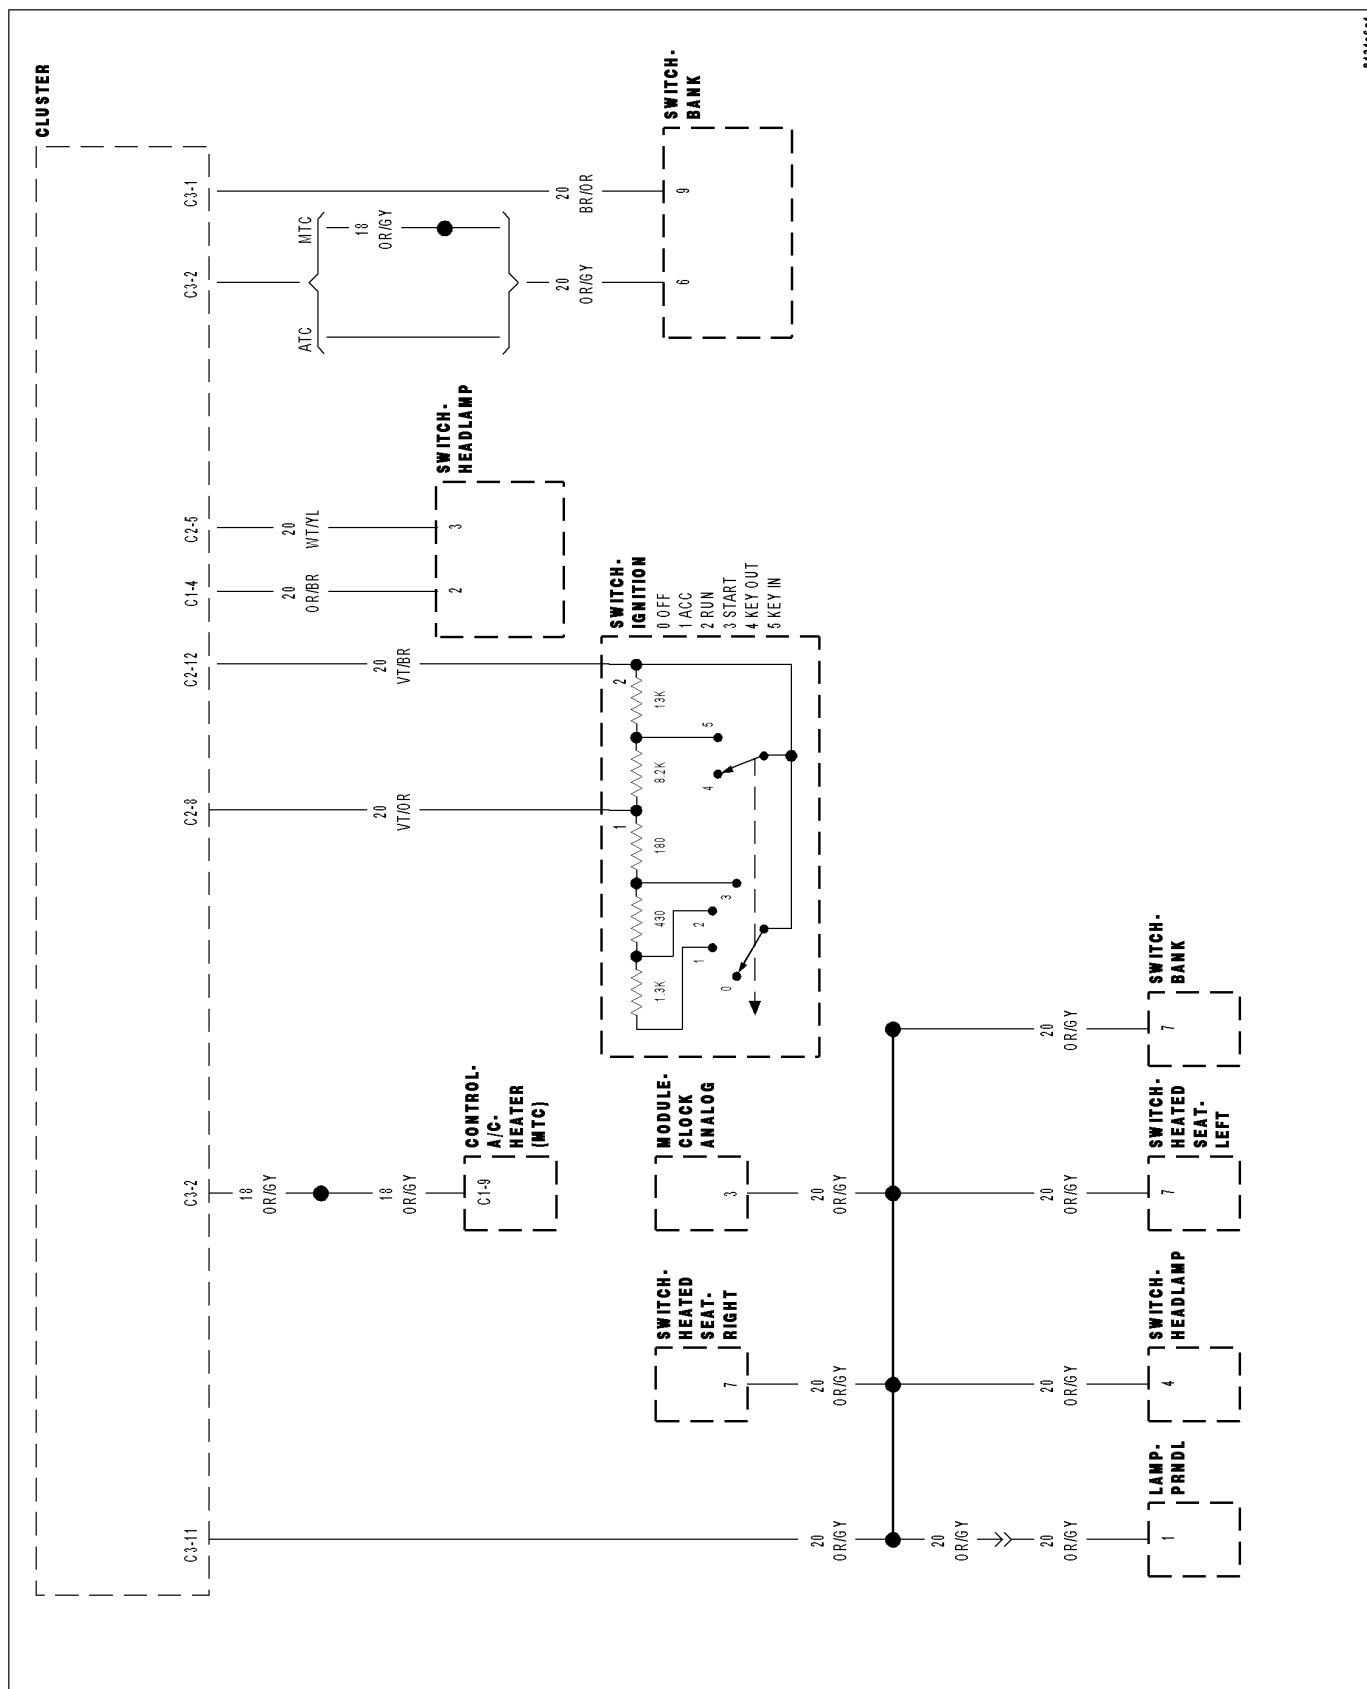 CLUSTER
C3-11
C3-2
C2-8
C2-12
C1-4
C2-5
C3-2
C3-1
18
OR/GY
18
OR/GY
CONTROL-
A/C-
HEATER
(MTC)
C1-9
20
VT/OR
20
VT/BR
20
OR/BR
20
WT/YL
SWITCH-
HEADLAMP
2
3
ATC
MTC
18
OR/GY
20
OR/GY
20
BR/OR
SWITCH-
BANK
6
9
SWITCH-
IGNITION
0 OFF
1 ACC
2 RUN
3 START
4 KEY OUT
5 KEY IN
1
2
1.3K
430
180
8.2K
13K
0
1
2
3
4
5
SWITCH-
HEATED
SEAT-
RIGHT
7
MODULE-
CLOCK
ANALOG
3
20
OR/GY
20
OR/GY
20
OR/GY
20
OR/GY
20
OR/GY
20
OR/GY
20
OR/GY
20
OR/GY
LAMP-
PRNDL
1
SWITCH-
HEADLAMP
4
SWITCH-
HEATED
SEAT-
LEFT
7
SWITCH-
BANK
7